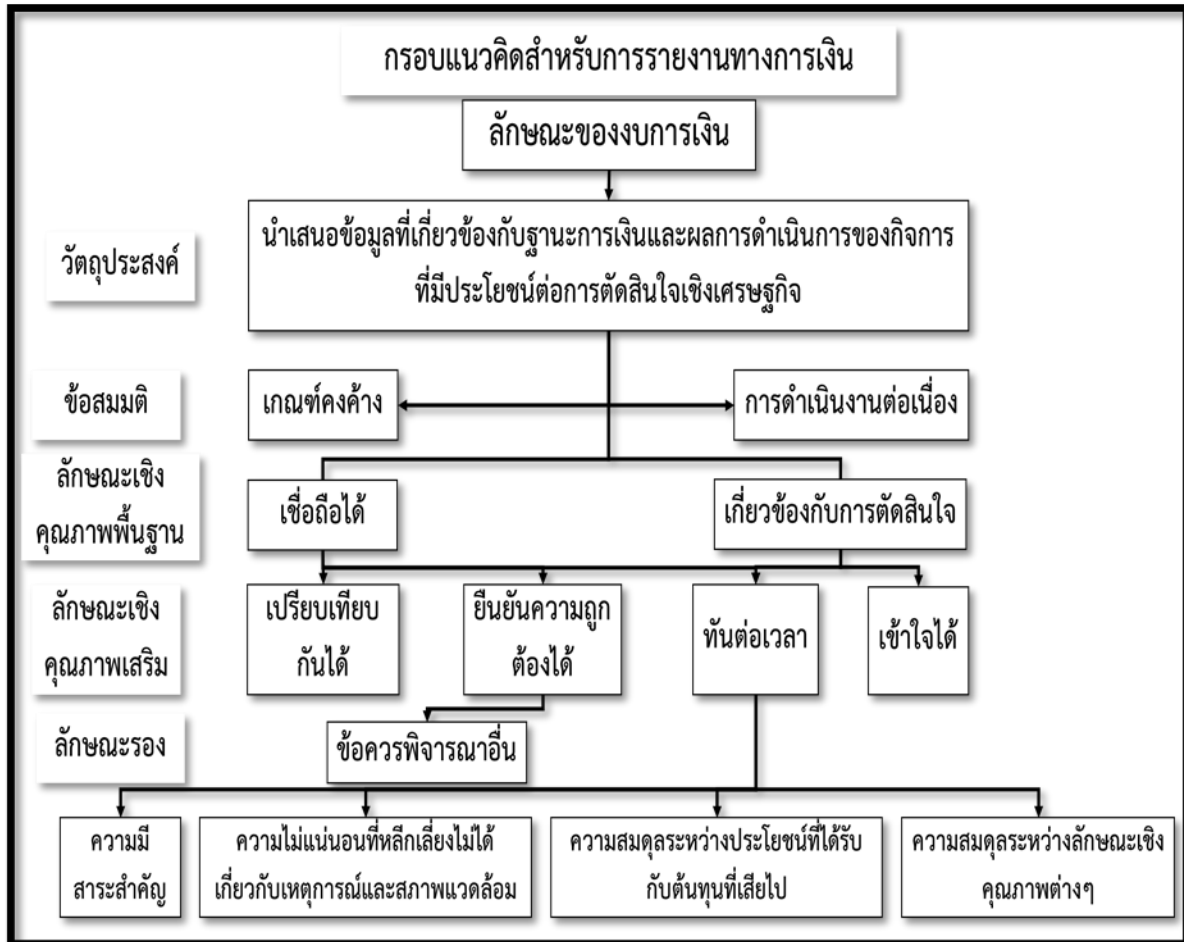 กรอบแนวคิดสำหรับการรายงานทางการเงิน
ลักษณะของงบการเงิน
วัตถุประสงค์
นำเสนอข้อมูลที่เกี่ยวข้องกับฐานะการเงินและผลการดำเนินการของกิจการ
ที่มีประโยชน์ต่อการตัดสินใจเชิงเศรษฐกิจ
ข้อสมมติ
เกณฑ์คงค้าง
การดำเนินงานต่อเนื่อง
ลักษณะเชิง
คุณภาพพื้นฐาน
เชื่อถือได้
เกี่ยวข้องกับการตัดสินใจ
ลักษณะเชิง
คุณภาพเสริม
เปรียบเทียบ
กันได้
ยืนยันความถูก
ต้องได้
ทันต่อเวลา
เข้าใจได้
ลักษณะรอง
ข้อควรพิจารณาอื่น
ความมี
สาระสำคัญ
ความไม่แน่นอนที่หลีกเลี่ยงไม่ได้
เกี่ยวกับเหตุการณ์และสภาพแวดล้อม
ความสมดุลระหว่างประโยชน์ที่ได้รับ
กับต้นทุนที่เสียไป
ความสมดุลระหว่างลักษณะเชิง
คุณภาพต่างๆ